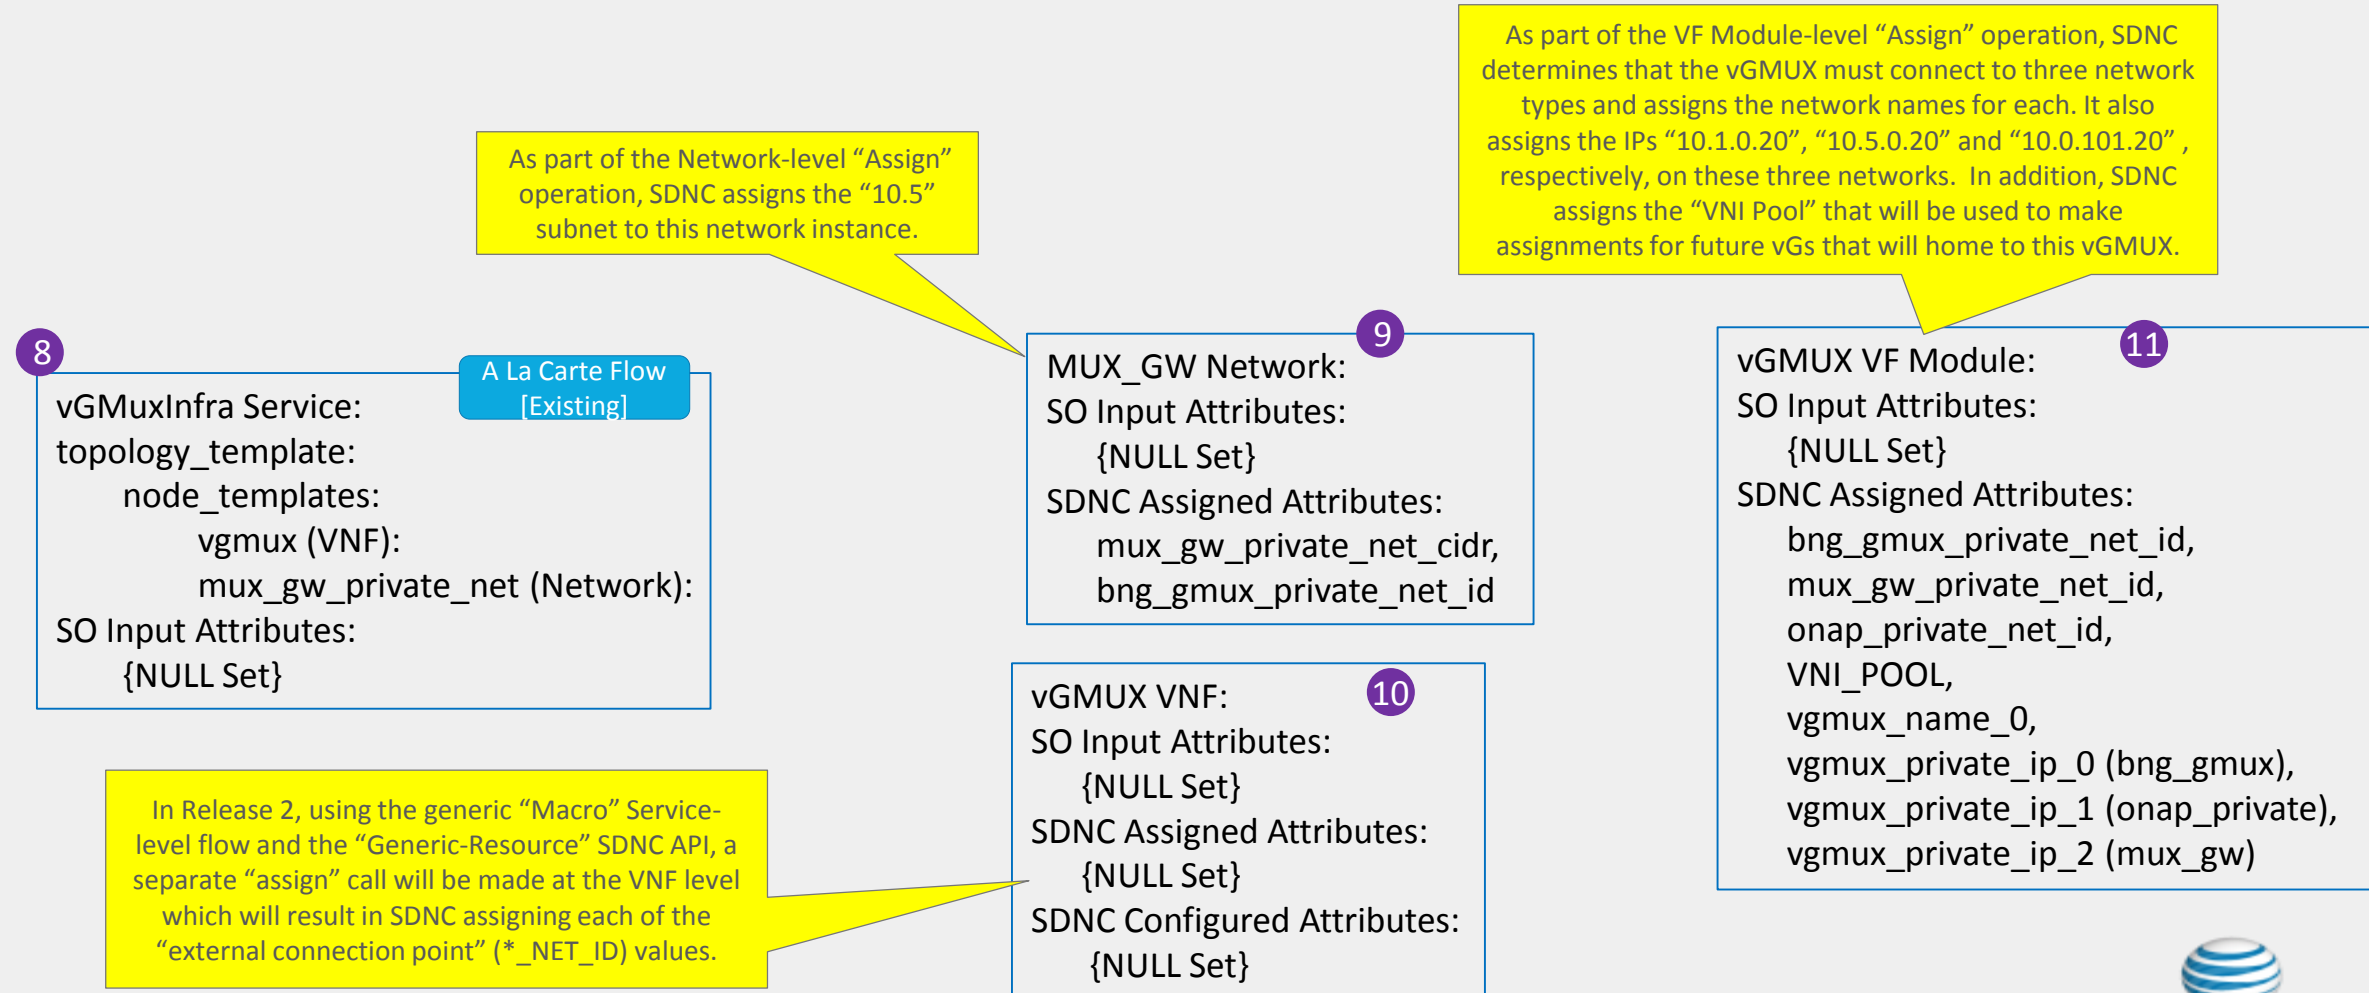 As part of the Network-level “Assign”
operation, SDNC assigns the “10.5”
subnet to this network instance.
As part of the VF Module-level “Assign” operation, SDNC
determines that the vGMUX must connect to three network
types and assigns the network names for each. It also
assigns the IPs “10.1.0.20”, “10.5.0.20” and “10.0.101.20” ,
respectively, on these three networks.  In addition, SDNC
assigns the “VNI Pool” that will be used to make
assignments for future vGs that will home to this vGMUX.
8
A La Carte Flow
[Existing]
vGMuxInfra Service:
topology_template:
node_templates:
vgmux (VNF):
mux_gw_private_net (Network):
SO Input Attributes:
{NULL Set}
9
MUX_GW Network:
SO Input Attributes:
{NULL Set}
SDNC Assigned Attributes:
mux_gw_private_net_cidr,
bng_gmux_private_net_id
11
vGMUX VF Module:
SO Input Attributes:
{NULL Set}
SDNC Assigned Attributes:
bng_gmux_private_net_id,
mux_gw_private_net_id,
onap_private_net_id,
VNI_POOL,
vgmux_name_0,
vgmux_private_ip_0 (bng_gmux),
vgmux_private_ip_1 (onap_private),
vgmux_private_ip_2 (mux_gw)
In Release 2, using the generic “Macro” Service-
level flow and the “Generic-Resource” SDNC API, a
separate “assign” call will be made at the VNF level
which will result in SDNC assigning each of the
“external connection point” (*_NET_ID) values.
10
vGMUX VNF:
SO Input Attributes:
{NULL Set}
SDNC Assigned Attributes:
{NULL Set}
SDNC Configured Attributes:
{NULL Set}